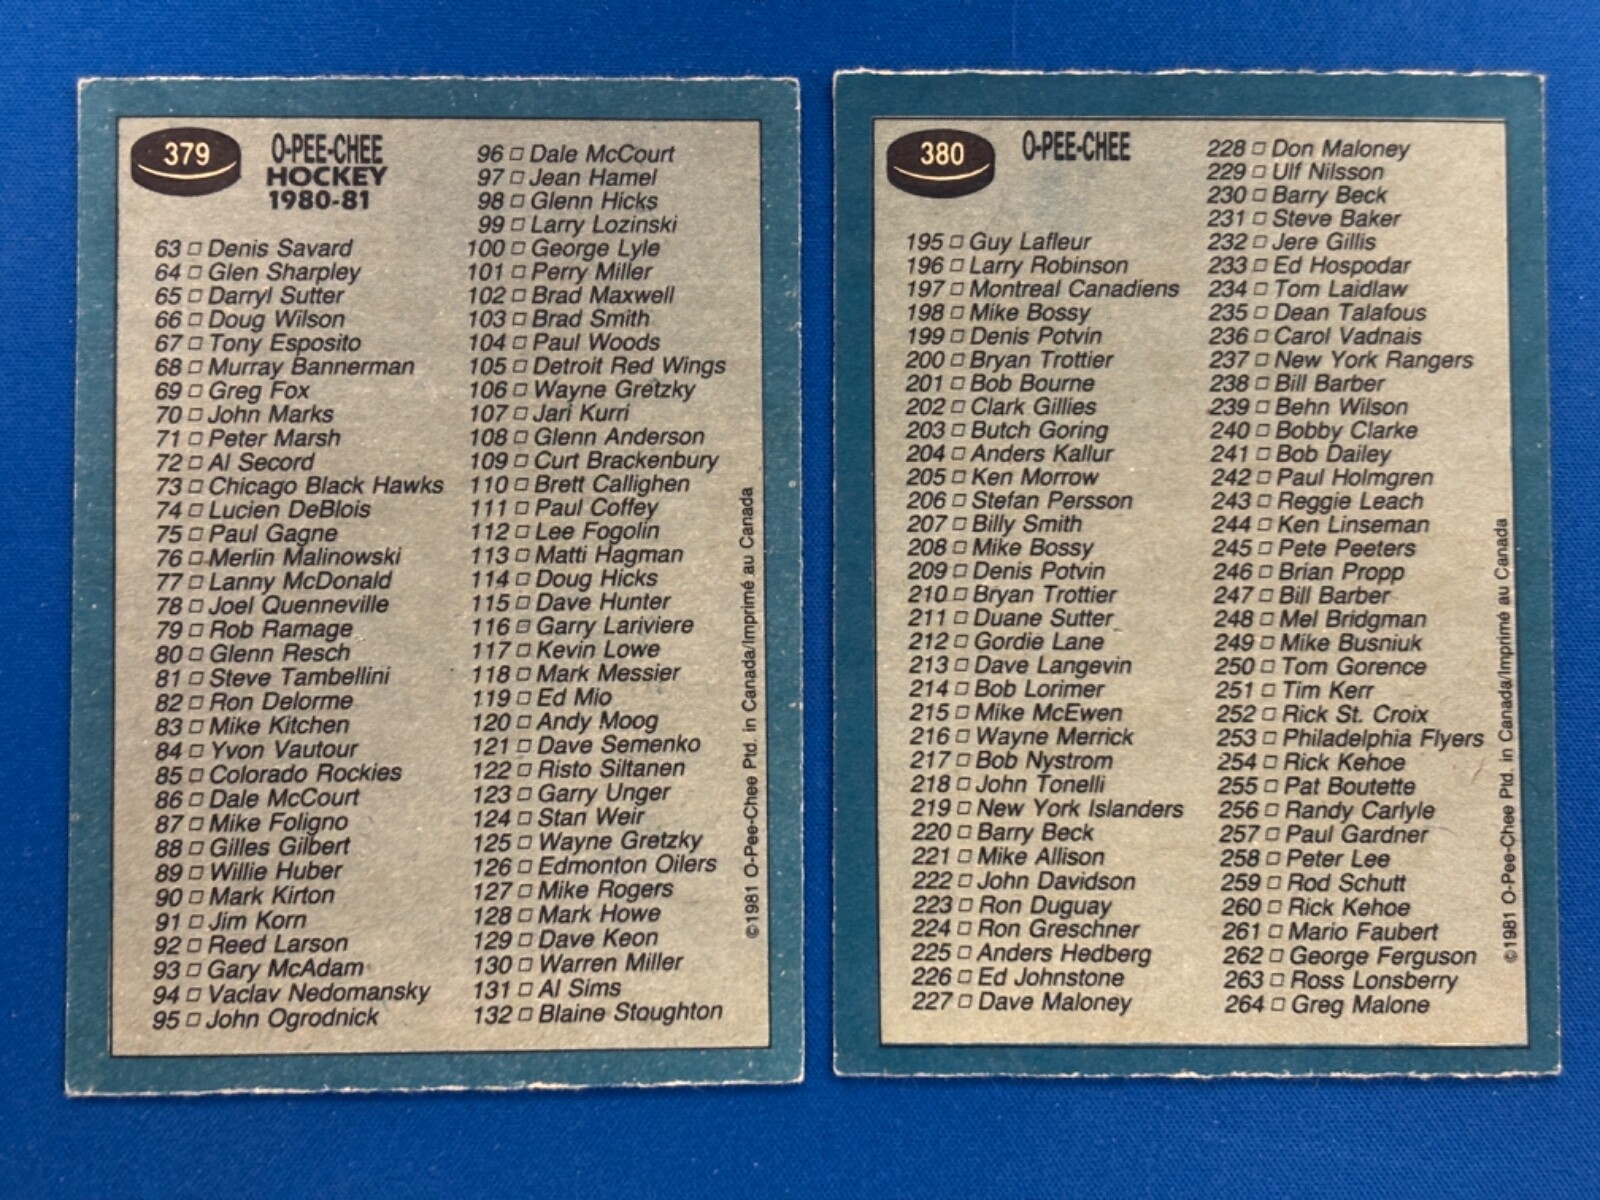 379
O-PEE-CHEE
HOCKEY
1980-81
63 Denis Savard
64 Glen Sharpley
65 Darryl Sutter
66 Doug Wilson
67 Tony Esposito
68 Murray Bannerman
69 Greg Fox
70 John Marks
71 Peter Marsh
72 Al Secord
73 Chicago Black Hawks
74 Lucien DeBlois
75 Paul Gagne
76 Merlin Malinowski
77 Lanny McDonald
78 Joel Quenneville
79 Rob Ramage
80 Glenn Resch
81 Steve Tambellini
82 Ron Delorme
83 Mike Kitchen
84 Yvon Vautour
85 Colorado Rockies
86 Dale McCourt
87 Mike Foligno
88 Gilles Gilbert
89 Willie Huber
90 Mark Kirton
91 Jim Korn
92 Reed Larson
93 Gary McAdam
94 Vaclav Nedomansky
95 John Ogrodnick
96 Dale McCourt
97 Jean Hamel
98 Glenn Hicks
99 Larry Lozinski
100 George Lyle
101 Perry Miller
102 Brad Maxwell
103 Brad Smith
104 Paul Woods
105 Detroit Red Wings
106 Wayne Gretzky
107 Jari Kurri
108 Glenn Anderson
109 Curt Brackenbury
110 Brett Callighen
111 Paul Coffey
112 Lee Fogolin
113 Matti Hagman
114 Doug Hicks
115 Dave Hunter
116 Garry Lariviere
117 Kevin Lowe
118 Mark Messier
119 Ed Mio
120 Andy Moog
121 Dave Semenko
122 Risto Siltanen
123 Garry Unger
124 Stan Weir
125 Wayne Gretzky
126 Edmonton Oilers
127 Mike Rogers
128 Mark Howe
129 Dave Keon
130 Warren Miller
131 Al Sims
132 Blaine Stoughton
©1981 O-Pee-Chee Ptd. in Canada/Imprimé au Canada
380
O-PEE-CHEE
195 Guy Lafleur
196 Larry Robinson
197 Montreal Canadiens
198 Mike Bossy
199 Denis Potvin
200 Bryan Trottier
201 Bob Bourne
202 Clark Gillies
203 Butch Goring
204 Anders Kallur
205 Ken Morrow
206 Stefan Persson
207 Billy Smith
208 Mike Bossy
209 Denis Potvin
210 Bryan Trottier
211 Duane Sutter
212 Gordie Lane
213 Dave Langevin
214 Bob Lorimer
215 Mike McEwen
216 Wayne Merrick
217 Bob Nystrom
218 John Tonelli
219 New York Islanders
220 Barry Beck
221 Mike Allison
222 John Davidson
223 Ron Duguay
224 Ron Greschner
225 Anders Hedberg
226 Ed Johnstone
227 Dave Maloney
228 Don Maloney
229 Ulf Nilsson
230 Barry Beck
231 Steve Baker
232 Jere Gillis
233 Ed Hospodar
234 Tom Laidlaw
235 Dean Talafous
236 Carol Vadnais
237 New York Rangers
238 Bill Barber
239 Behn Wilson
240 Bobby Clarke
241 Bob Dailey
242 Paul Holmgren
243 Reggie Leach
244 Ken Linseman
245 Pete Peeters
246 Brian Propp
247 Bill Barber
248 Mel Bridgman
249 Mike Busniuk
250 Tom Gorence
251 Tim Kerr
252 Rick St. Croix
253 Philadelphia Flyers
254 Rick Kehoe
255 Pat Boutette
256 Randy Carlyle
257 Paul Gardner
258 Peter Lee
259 Rod Schutt
260 Rick Kehoe
261 Mario Faubert
262 George Ferguson
263 Ross Lonsberry
264 Greg Malone
©1981 O-Pee-Chee Ptd. in Canada/Imprimé au Canada